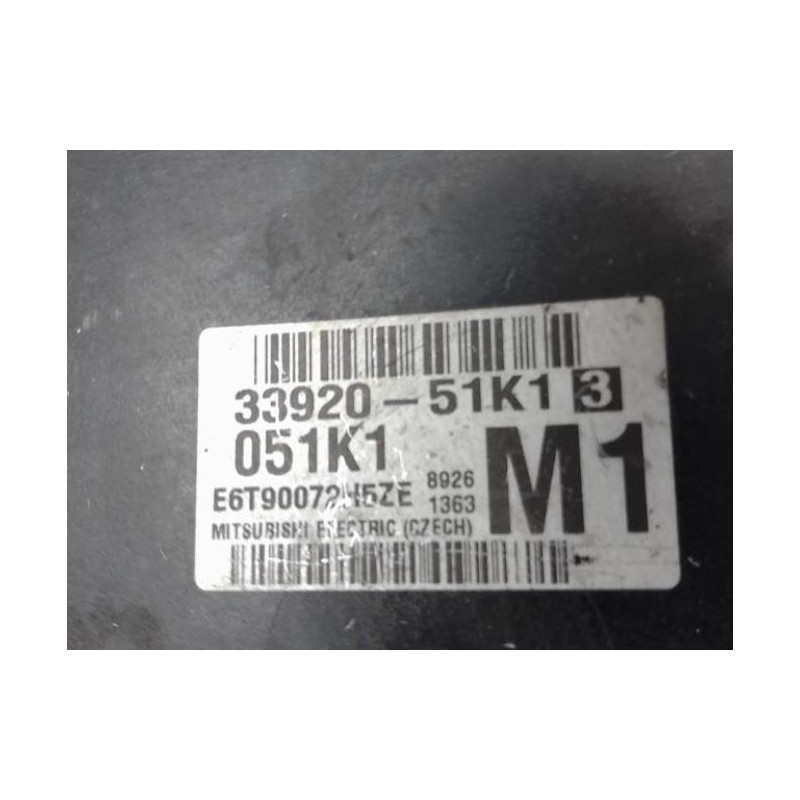 33920-51K1 3
051K1
E6T90072H5ZE 8926 1363
M1
MITSUBISHI ELECTRIC (CZECH)